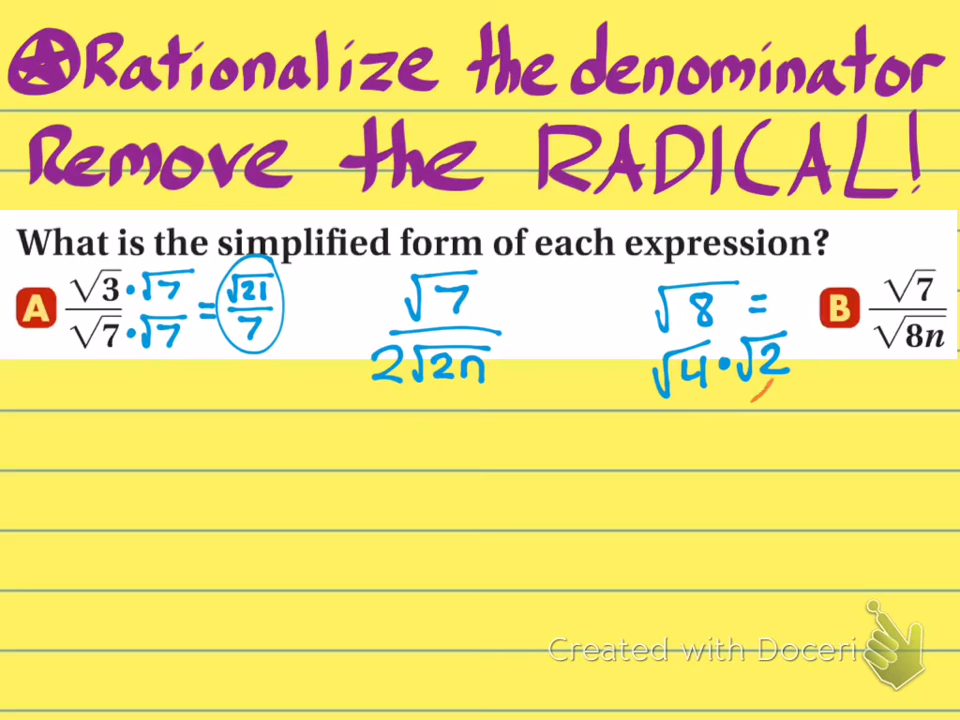 Rationalize the denominator
Remove the RADICAL!
What is the simplified form of each expression?
A √3/√7 • √7/√7 = √21/7
√7/2√2n
√8 =
√4 • √2
B √7/√8n
Created with Doceri